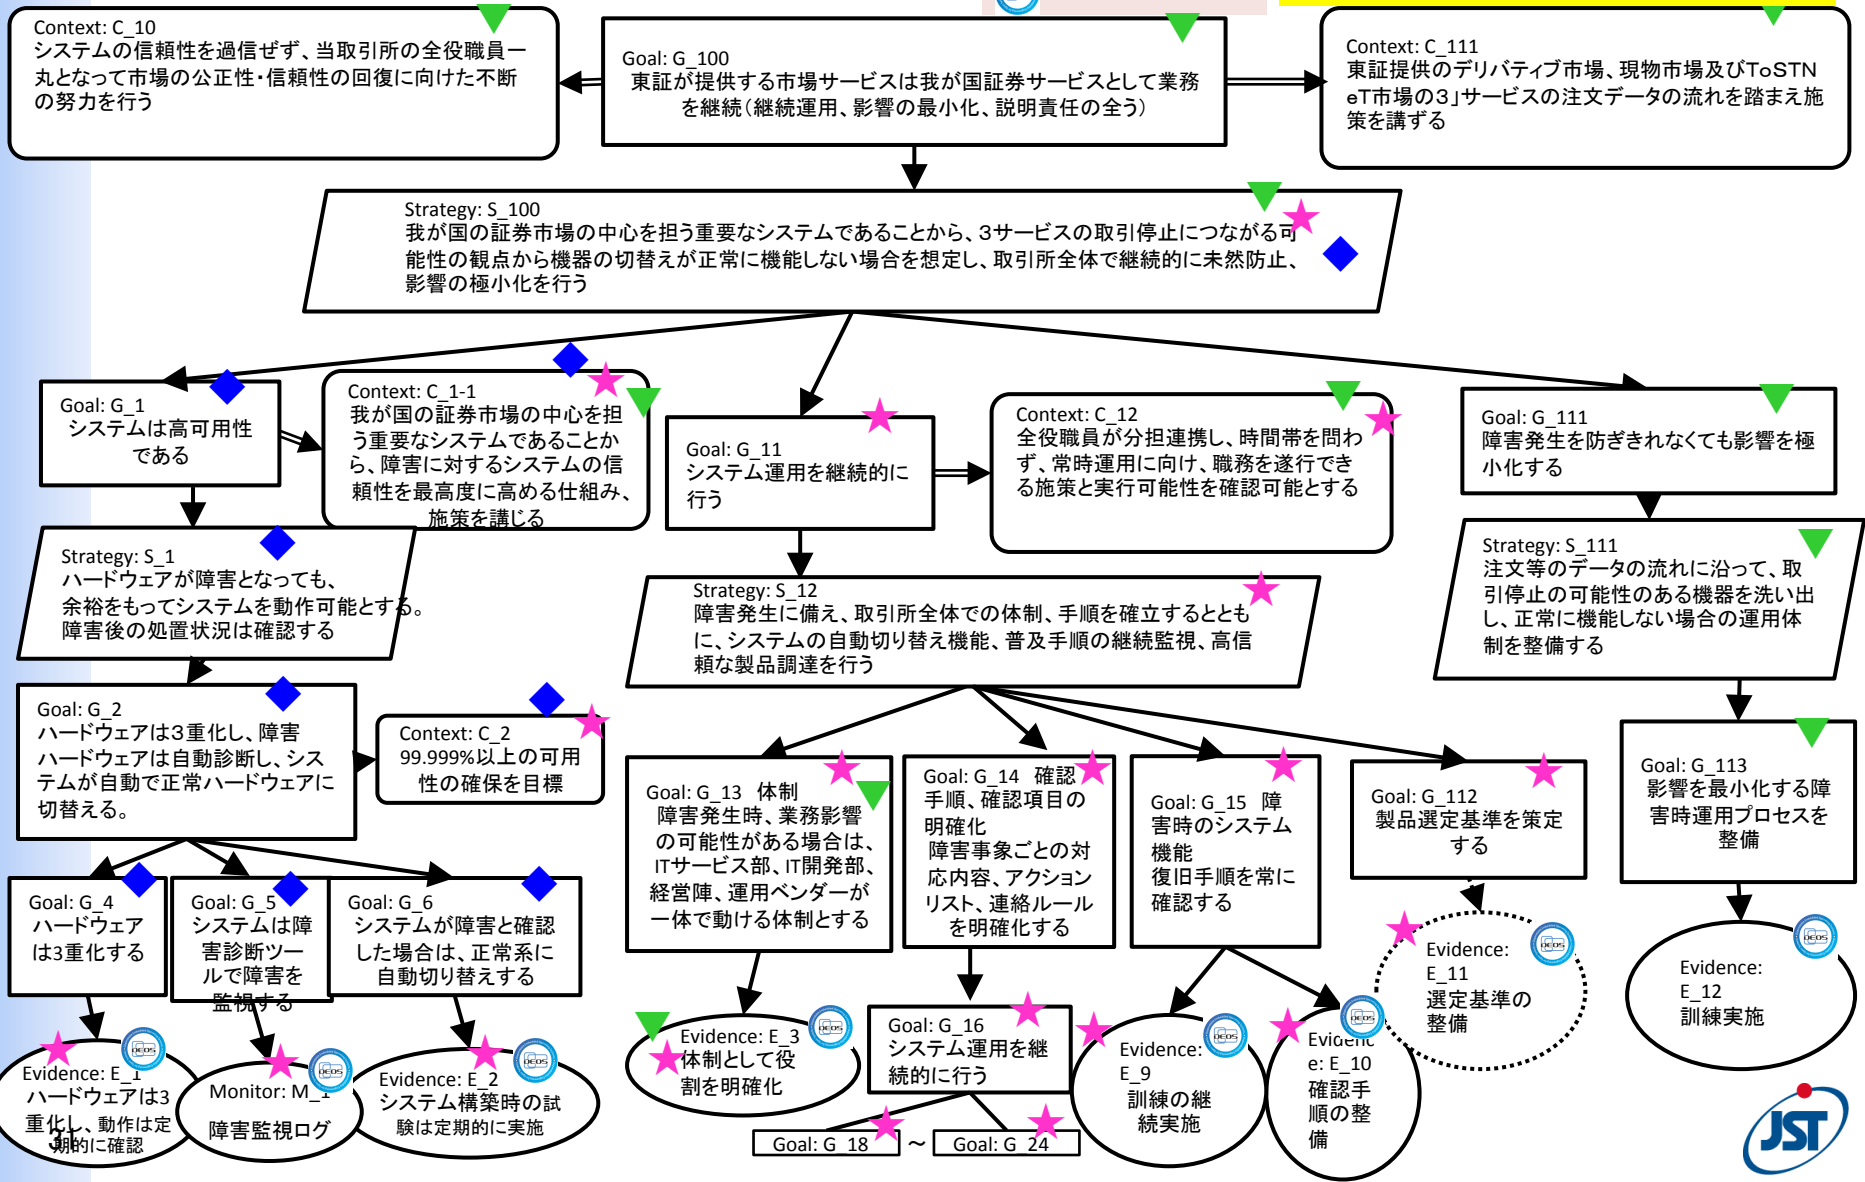 Context: C_10
システムの信頼性を過信せず、当取引所の全役職員一
丸となって市場の公正性・信頼性の回復に向けた不断
の努力を行う
Goal: G_100
東証が提供する市場サービスは我が国証券サービスとして業務
を継続（継続運用、影響の最小化、説明責任の全う）
Context: C_111
東証提供のデリバティブ市場、現物市場及びToSTN
eT市場の3」サービスの注文データの流れを踏まえ施
策を講ずる
Strategy: S_100
我が国の証券市場の中心を担う重要なシステムであることから、3サービスの取引停止につながる可
能性の観点から機器の切替えが正常に機能しない場合を想定し、取引所全体で継続的に未然防止、
影響の極小化を行う
Goal: G_1
システムは高可用性
である
Context: C_1-1
我が国の証券市場の中心を担
う重要なシステムであることか
ら、障害に対するシステムの信
頼性を最高度に高める仕組み、
施策を講じる
Goal: G_11
システム運用を継続的に
行う
Context: C_12
全役職員が分担連携し、時間帯を問わ
ず、常時運用に向け、職務を遂行でき
る施策と実行可能性を確認可能とする
Goal: G_111
障害発生を防ぎきれなくても影響を極
小化する
Strategy: S_1
ハードウェアが障害となっても、
余裕をもってシステムを動作可能とする。
障害後の処置状況は確認する
Strategy: S_12
障害発生に備え、取引所全体での体制、手順を確立するととも
に、システムの自動切り替え機能、普及手順の継続監視、高信
頼な製品調達を行う
Strategy: S_111
注文等のデータの流れに沿って、取
引停止の可能性のある機器を洗い出
し、正常に機能しない場合の運用体
制を整備する
Goal: G_2
ハードウェアは3重化し、障害
ハードウェアは自動診断し、シス
テムが自動で正常ハードウェアに
切替える。
Context: C_2
99.999%以上の可用
性の確保を目標
Goal: G_13 体制
障害発生時、業務影響
の可能性がある場合は、
ITサービス部、IT開発部、
経営陣、運用ベンダーが
一体で動ける体制とする
Goal: G_14 確認
手順、確認項目の
明確化
障害事象ごとの対
応内容、アクション
リスト、連絡ルール
を明確化する
Goal: G_15 障
害時のシステム
機能
復旧手順を常に
確認する
Goal: G_112
製品選定基準を策定
する
Goal: G_113
影響を最小化する障
害時運用プロセスを
整備
Goal: G_4
ハードウェア
は3重化する
Goal: G_5
システムは障
害診断ツー
ルで障害を
監視する
Goal: G_6
システムが障害と確認
した場合は、正常系に
自動切り替えする
Evidence: E_1
ハードウェアは3
重化し、動作は定
期的に確認
31
Monitor: M_1
障害監視ログ
Evidence: E_2
システム構築時の試
験は定期的に実施
Evidence: E_3
体制として役
割を明確化
Goal: G_16
システム運用を継
続的に行う
Goal: G_18
～
Goal: G_24
Evidence:
E_9
訓練の継
続実施
Evidenc
e: E_10
確認手
順の整
備
Evidence:
E_11
選定基準の
整備
Evidence:
E_12
訓練実施
DEOS
DEOS
DEOS
DEOS
DEOS
DEOS
DEOS
DEOS
JST